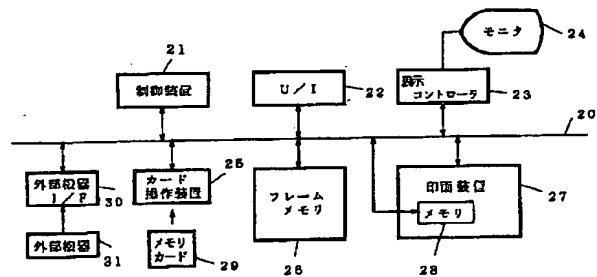 モニタ
24
21
制御装置
U/I
22
表示
コントローラ
23
20
外部機器
I/F
30
カード
操作装置
25
フレーム
メモリ
26
印画装置
27
メモリ
28
外部機器
31
メモリ
カード
29